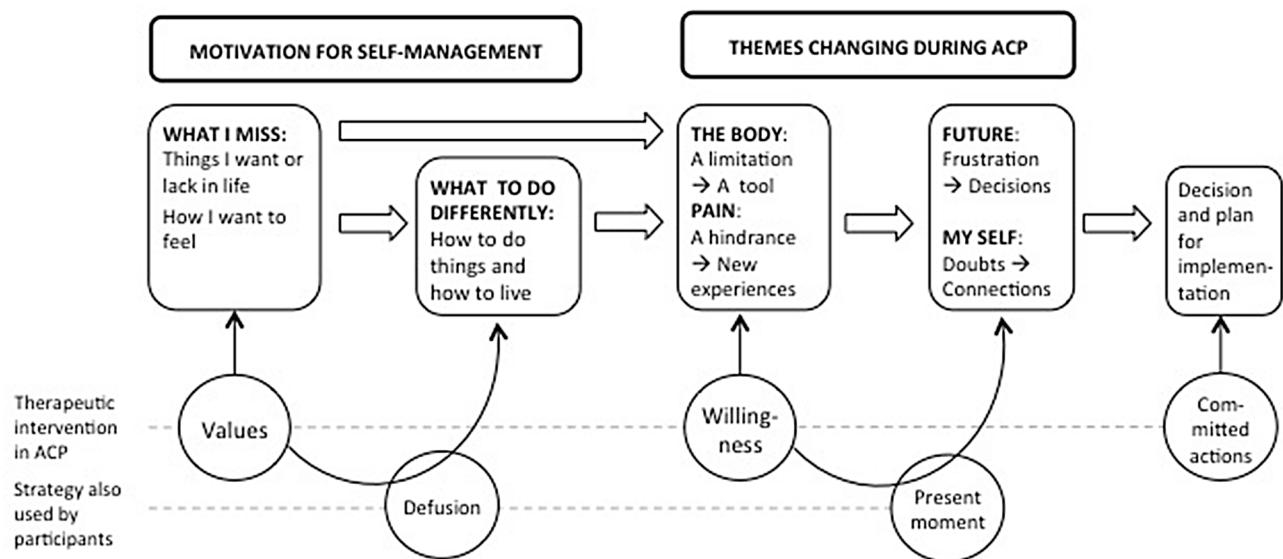 MOTIVATION FOR SELF-MANAGEMENT
THEMES CHANGING DURING ACP
WHAT I MISS:
Things I want or
lack in life
How I want to
feel
WHAT TO DO
DIFFERENTLY:
How to do
things and
how to live
THE BODY:
A limitation
→ A tool
PAIN:
A hindrance
→ New
experiences
FUTURE:
Frustration
→ Decisions
MY SELF:
Doubts →
Connections
Decision
and plan
for
implemen-
tation
Therapeutic
intervention
in ACP
Values
Willing-
ness
Com-
mitted
actions
Strategy also
used by
participants
Defusion
Present
moment